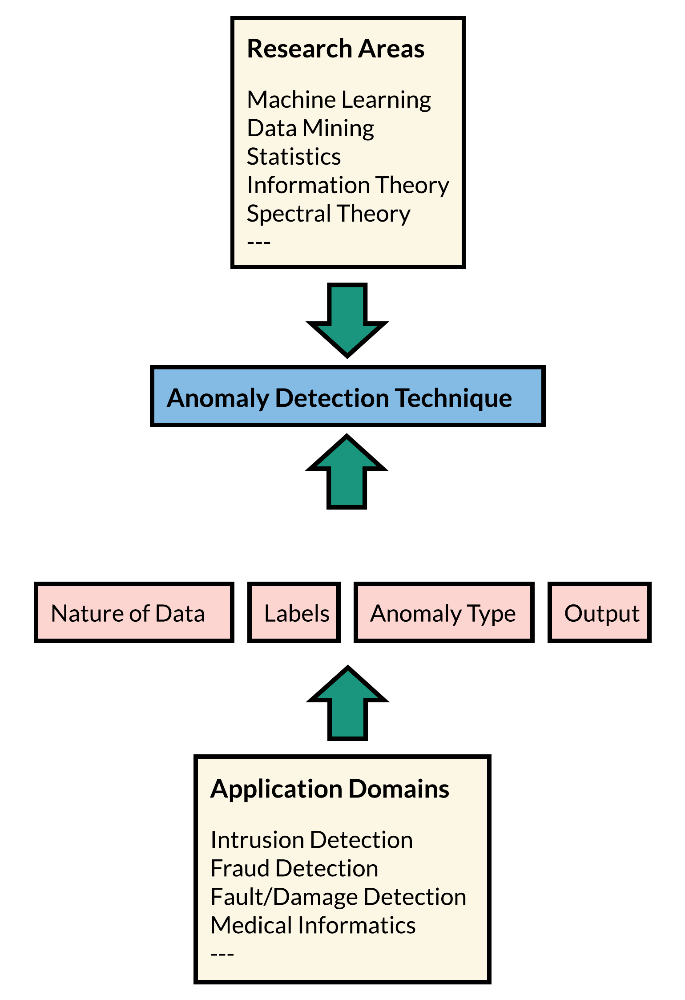 Research Areas
Machine Learning
Data Mining
Statistics
Information Theory
Spectral Theory
---
Anomaly Detection Technique
Nature of Data
Labels
Anomaly Type
Output
Application Domains
Intrusion Detection
Fraud Detection
Fault/Damage Detection
Medical Informatics
---